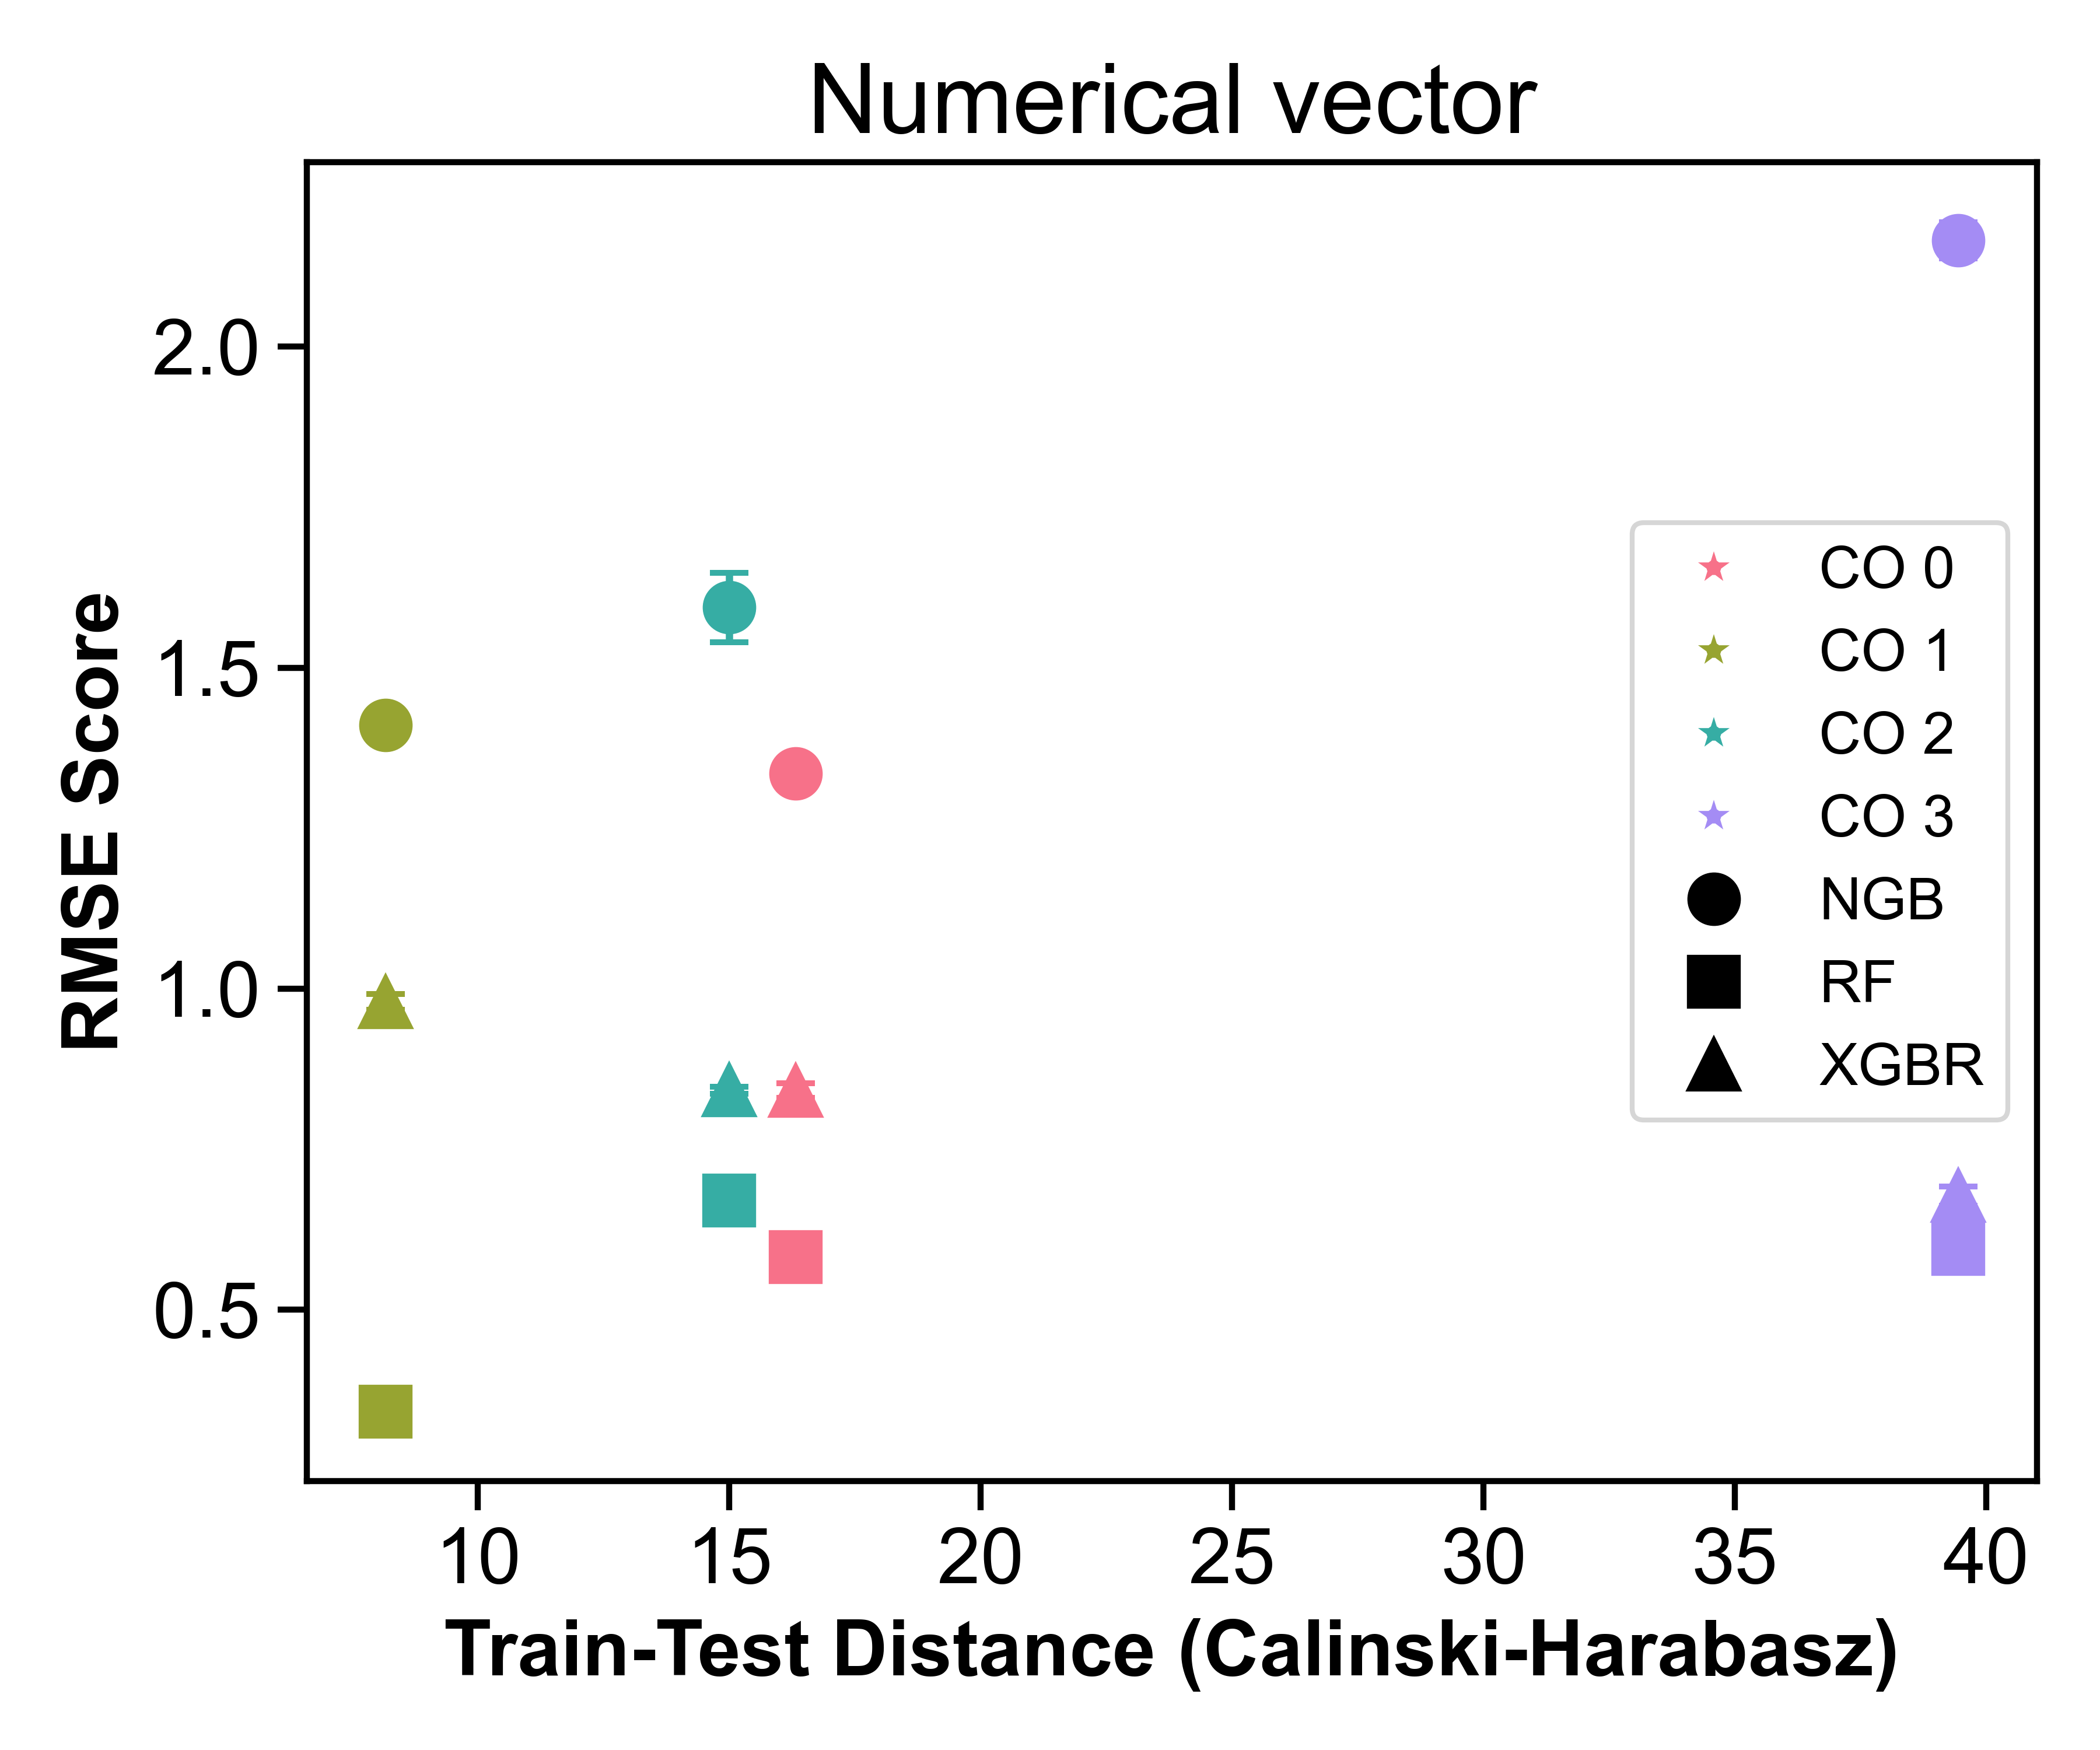 Numerical vector
RMSE Score
2.0
1.5
1.0
0.5
CO 0
CO 1
CO 2
CO 3
NGB
RF
XGBR
10 15 20 25 30 35 40
Train-Test Distance (Calinski-Harabasz)